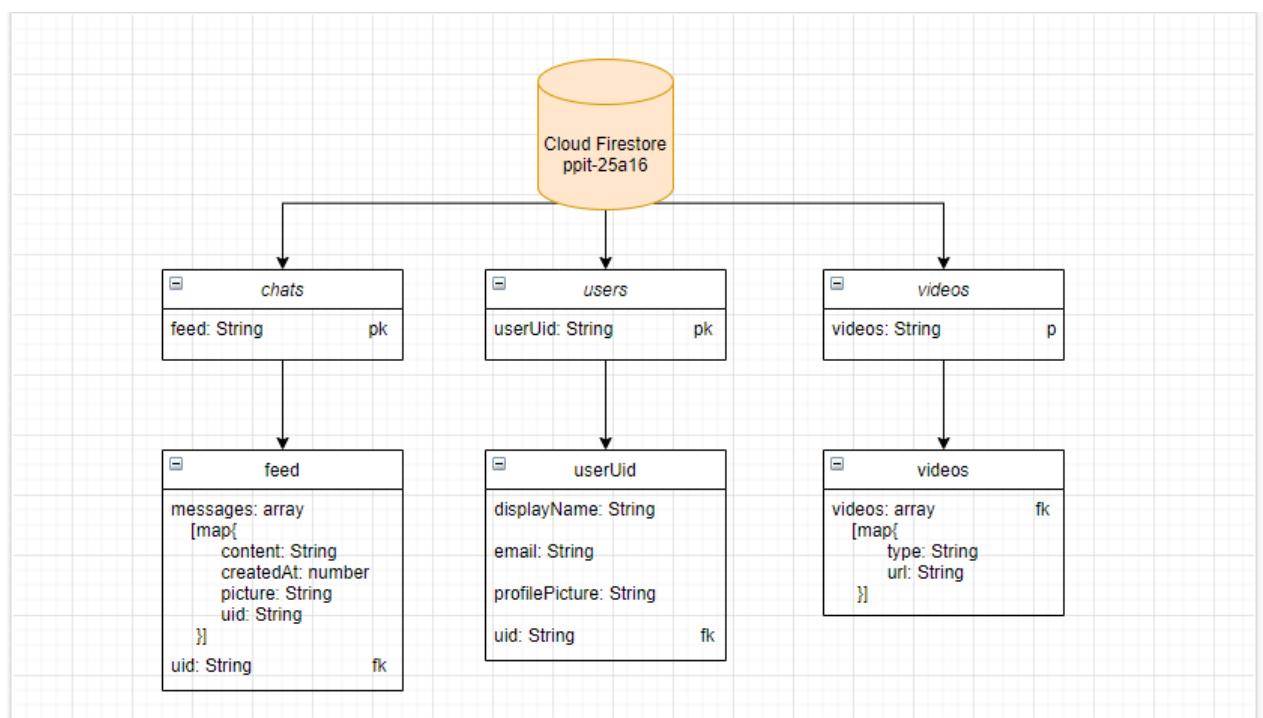 Cloud Firestore
ppit-25a16
chats
feed: String pk
users
userUid: String pk
videos
videos: String p
feed
messages: array
[map{
content: String
createdAt: number
picture: String
uid: String
}]
uid: String fk
userUid
displayName: String
email: String
profilePicture: String
uid: String fk
videos
videos: array fk
[map{
type: String
url: String
}]